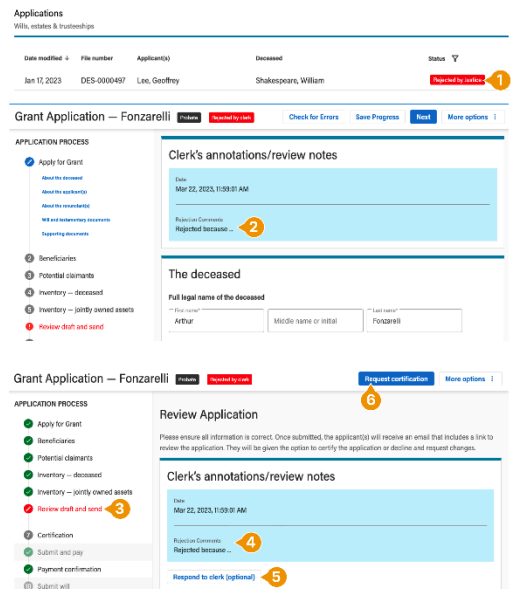 Applications
Wills, estates & trusteeships
Date modified ↓ File number Applicant(s) Deceased Status
Jan 17, 2023 DES-0000497 Lee, Geoffrey Shakespeare, William Rejected by Justice 1
Grant Application — Fonzarelli Probate Rejected by clerk Check for Errors Save Progress Next More options
APPLICATION PROCESS
Apply for Grant
About the deceased
About the applicant(s)
About the renunciant(s)
Will and testamentary documents
Supporting documents
2 Beneficiaries
3 Potential claimants
4 Inventory — deceased
5 Inventory — jointly owned assets
Review draft and send
Clerk's annotations/review notes
Date
Mar 22, 2023, 11:59:01 AM
Rejection Comments
Rejected because .. 2
The deceased
Full legal name of the deceased
First name* Last name*
Arthur Middle name or initial Fonzarelli
Grant Application — Fonzarelli Probate Rejected by clerk Request certification More options
6
APPLICATION PROCESS
Apply for Grant
Beneficiaries
Potential claimants
Inventory — deceased
Inventory — jointly owned assets
Review draft and send 3
7 Certification
Submit and pay
Payment confirmation
10 Submit will
Review Application
Please ensure all information is correct. Once submitted, the applicant(s) will receive an email that includes a link to
review the application. They will be given the option to certify the application or decline and request changes.
Clerk's annotations/review notes
Date
Mar 22, 2023, 11:59:01 AM
Rejection Comments
Rejected because .. 4
Respond to clerk (optional) 5